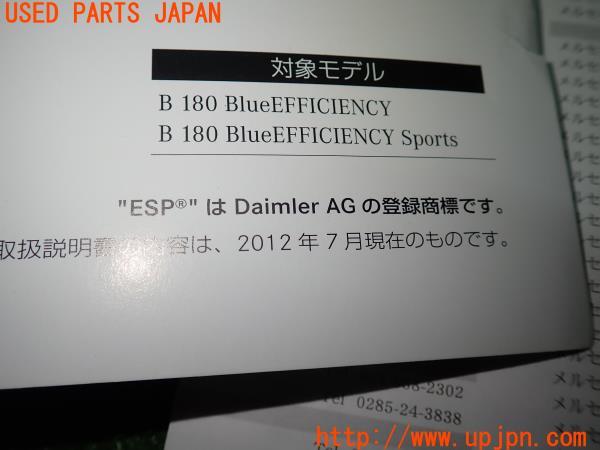 USED PARTS JAPAN
対象モデル
B 180 BlueEFFICIENCY
B 180 BlueEFFICIENCY Sports
"ESP®" は Daimler AG の登録商標です。
取扱説明書の内容は、2012 年 7 月現在のものです。
-2302
Tel 0285-24-3838
http://www.upjpn.com/